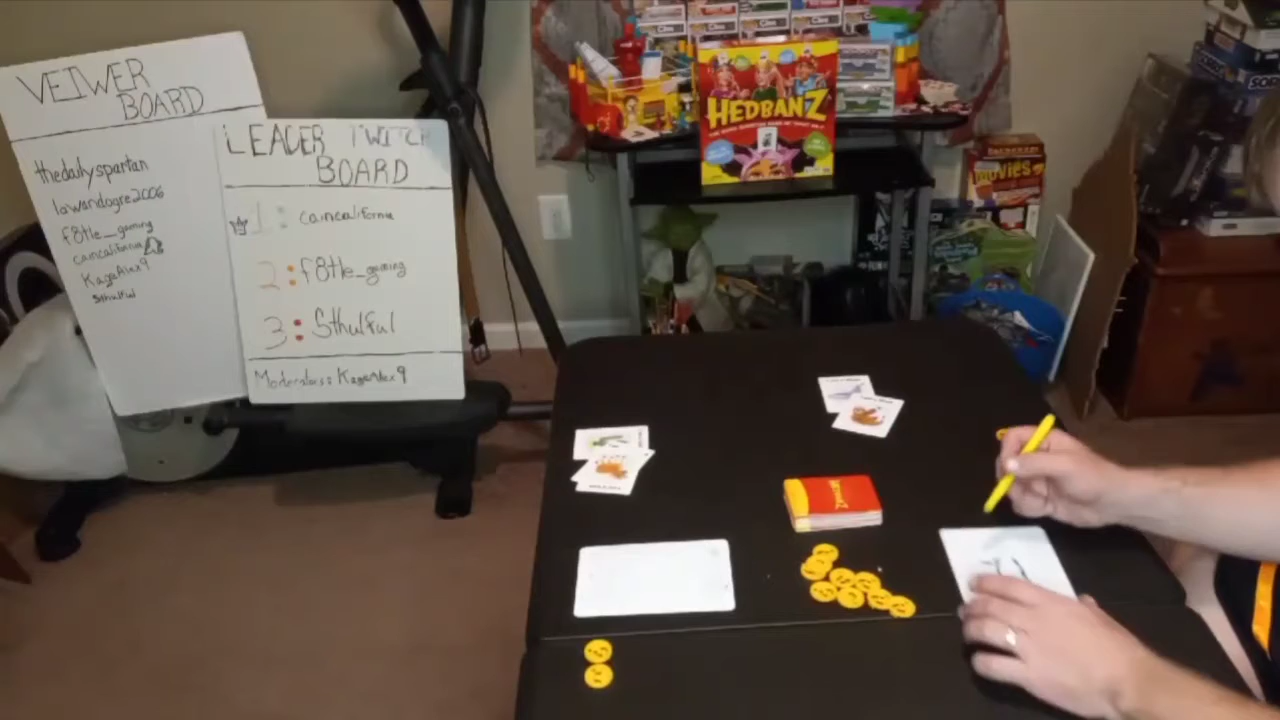 VEIWER
BOARD
thedailyspartan
lawandogre2006
f8tle_gaming
caincalifornia
KageAlex9
Sthulful
LEADER TWITCH
BOARD
1: caincalifornia
2: f8tle_gaming
3: Sthulful
Moderators: KageAlex9
HEDBANZ
MOVIES